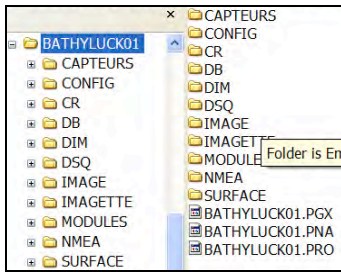 BATHYLUCK01
CAPTEURS
CONFIG
CR
DB
DIM
DSQ
IMAGE
IMAGETTE
MODULES
NMEA
SURFACE
CAPTEURS
CONFIG
CR
DB
DIM
DSQ
IMAGE
IMAGETTE
MODULE
Folder is En
NMEA
SURFACE
BATHYLUCK01.PGX
BATHYLUCK01.PNA
BATHYLUCK01.PRO